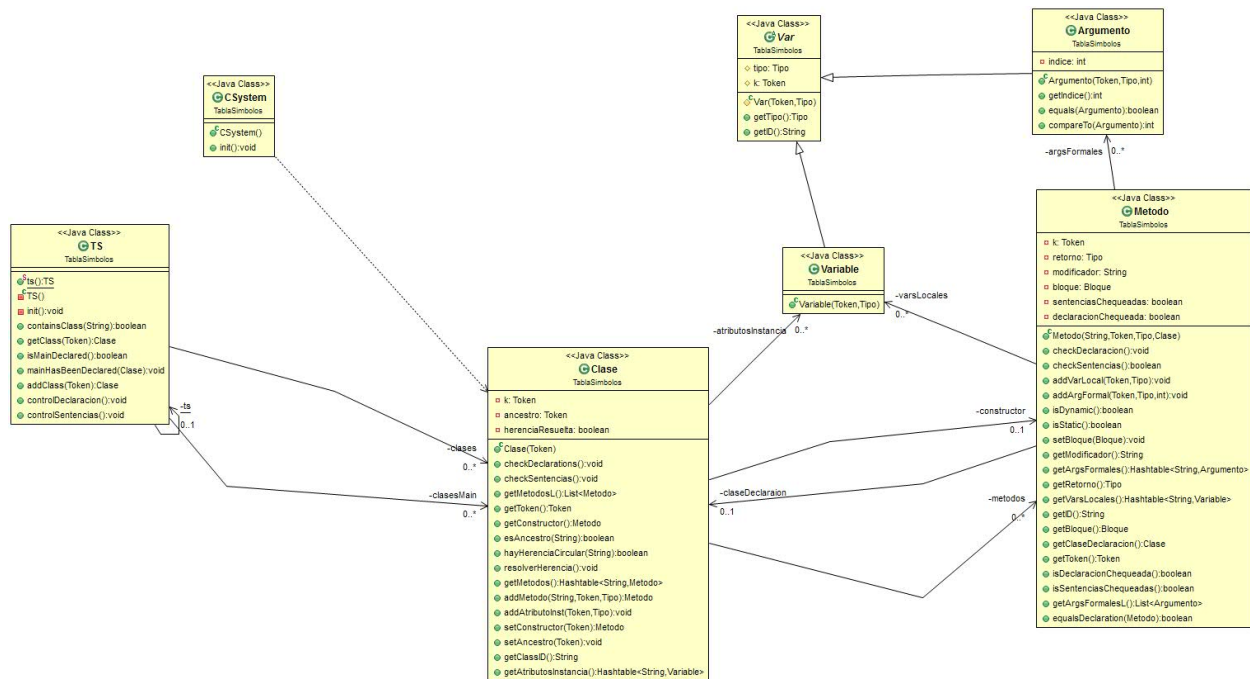 <<Java Class>>
CSystem
TablaSimbolos
CSystem()
init():void
<<Java Class>>
Var
TablaSimbolos
tipo: Tipo
k: Token
Var(Token,Tipo)
getTipo():Tipo
getID():String
<<Java Class>>
Argumento
TablaSimbolos
indice: int
Argumento(Token,Tipo,int)
getIndice():int
equals(Argumento):boolean
compareTo(Argumento):int
-argsFormales
0..*
<<Java Class>>
TS
TablaSimbolos
ts():TS
TS()
init():void
containsClass(String):boolean
getClass(Token):Clase
isMainDeclared():boolean
mainHasBeenDeclared(Clase):void
addClass(Token):Clase
controlDeclaracion():void
controlSentencias():void
-ts
0..1
-clases
0..*
-clasesMain
0..*
<<Java Class>>
Variable
TablaSimbolos
Variable(Token,Tipo)
-varsLocales
0..*
-atributosInstancia
0..*
<<Java Class>>
Clase
TablaSimbolos
k: Token
ancestro: Token
herenciaResuelta: boolean
Clase(Token)
checkDeclarations():void
checkSentencias():void
getMetodosL():List<Metodo>
getToken():Token
getConstructor():Metodo
esAncestro(String):boolean
hayHerenciaCircular(String):boolean
resolverHerencia():void
getMetodos():Hashtable<String,Metodo>
addMetodo(String,Token,Tipo):Metodo
addAtributoInst(Token,Tipo):void
setConstructor(Token):Metodo
setAncestro(Token):void
getClassID():String
getAtributosInstancia():Hashtable<String,Variable>
-constructor
0..1
-claseDeclaraion
0..1
-metodos
0..*
<<Java Class>>
Metodo
TablaSimbolos
k: Token
retorno: Tipo
modificador: String
bloque: Bloque
sentenciasChequeadas: boolean
declaracionChequeada: boolean
Metodo(String,Token,Tipo,Clase)
checkDeclaracion():void
checkSentencias():boolean
addVarLocal(Token,Tipo):void
addArgFormal(Token,Tipo,int):void
isDynamic():boolean
isStatic():boolean
setBloque(Bloque):void
getModificador():String
getArgsFormales():Hashtable<String,Argumento>
getRetorno():Tipo
getVarsLocales():Hashtable<String,Variable>
getID():String
getBloque():Bloque
getClaseDeclaracion():Clase
getToken():Token
isDeclaracionChequeada():boolean
isSentenciasChequeadas():boolean
getArgsFormalesL():List<Argumento>
equalsDeclaration(Metodo):boolean